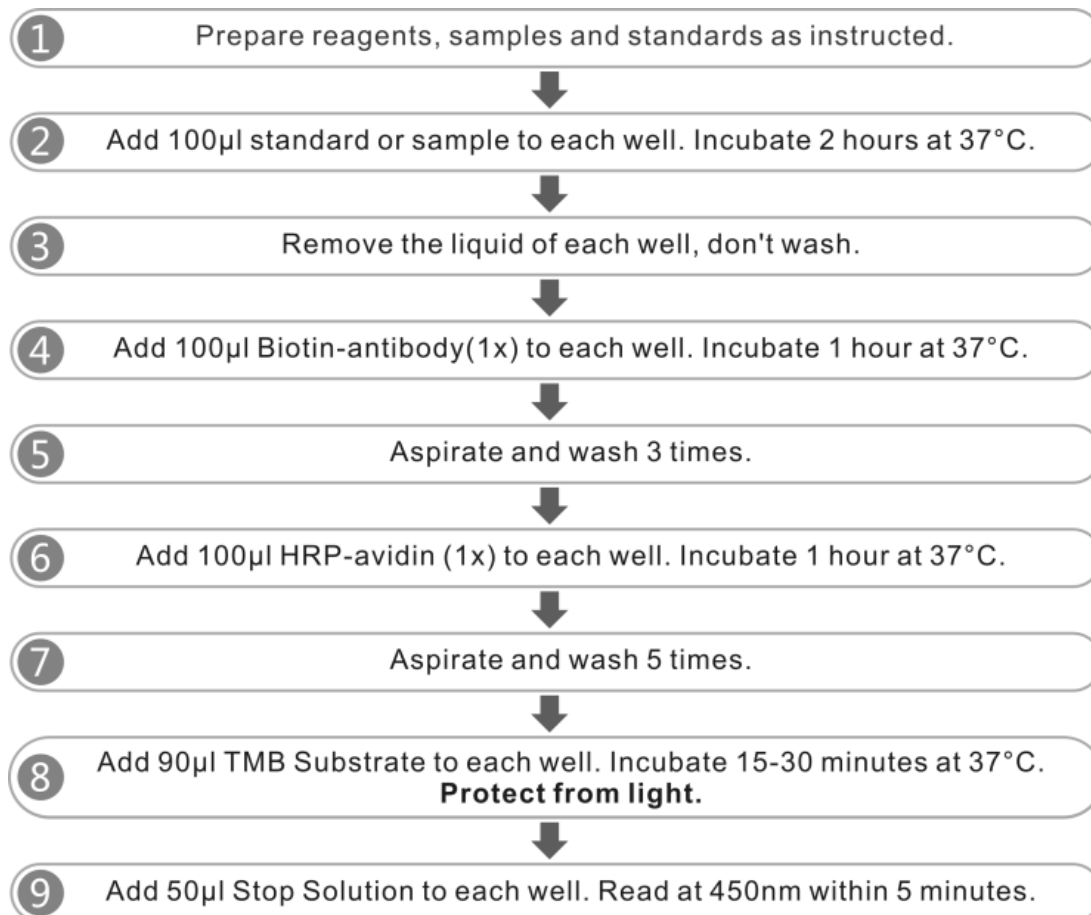 1 Prepare reagents, samples and standards as instructed.
2 Add 100μl standard or sample to each well. Incubate 2 hours at 37°C.
3 Remove the liquid of each well, don't wash.
4 Add 100μl Biotin-antibody(1x) to each well. Incubate 1 hour at 37°C.
5 Aspirate and wash 3 times.
6 Add 100μl HRP-avidin (1x) to each well. Incubate 1 hour at 37°C.
7 Aspirate and wash 5 times.
8 Add 90μl TMB Substrate to each well. Incubate 15-30 minutes at 37°C.
Protect from light.
9 Add 50μl Stop Solution to each well. Read at 450nm within 5 minutes.